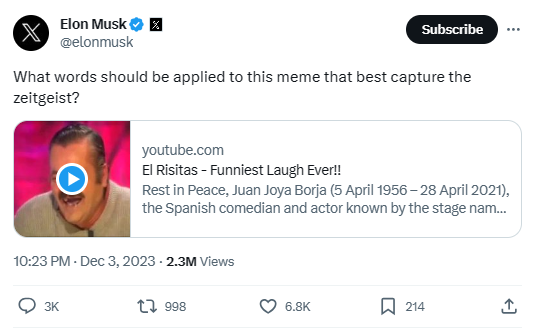 Elon Musk
@elonmusk
Subscribe
What words should be applied to this meme that best capture the
zeitgeist?
youtube.com
El Risitas - Funniest Laugh Ever!!
Rest in Peace, Juan Joya Borja (5 April 1956 – 28 April 2021),
the Spanish comedian and actor known by the stage nam...
10:23 PM · Dec 3, 2023 · 2.3M Views
3K 998 6.8K 214